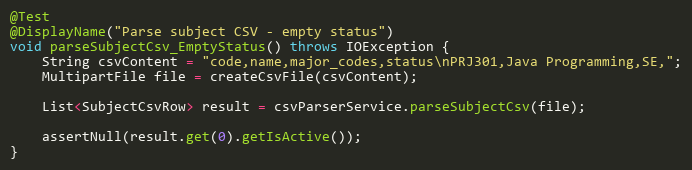 @Test
@DisplayName("Parse subject CSV - empty status")
void parseSubjectCsv_EmptyStatus() throws IOException {
    String csvContent = "code,name,major_codes,status\nPRJ301,Java Programming,SE,";
    MultipartFile file = createCsvFile(csvContent);

    List<SubjectCsvRow> result = csvParserService.parseSubjectCsv(file);

    assertNull(result.get(0).getIsActive());
}